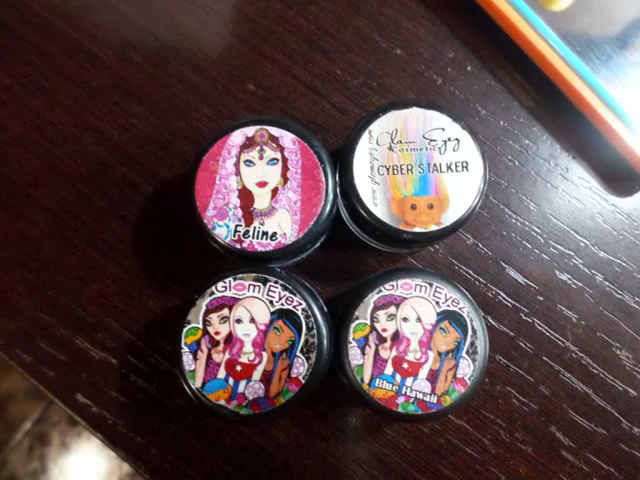 Feline
Glam Eyez
Cosmetics
CYBER STALKER
Glam Eyez
Glam Eyez
Blue Hawaii